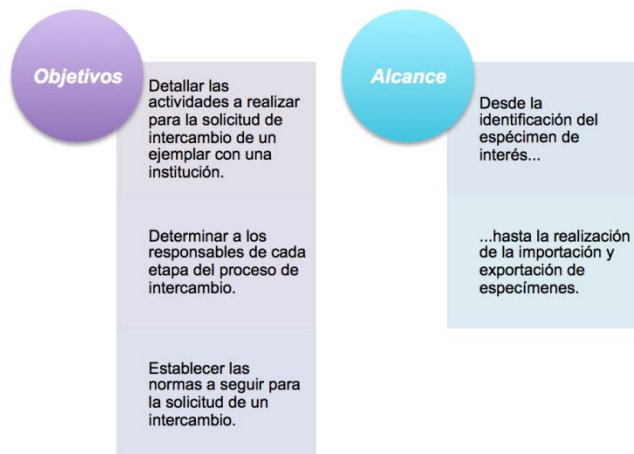 Objetivos
Detallar las
actividades a realizar
para la solicitud de
intercambio de un
ejemplar con una
institución.
Determinar a los
responsables de cada
etapa del proceso de
intercambio.
Establecer las
normas a seguir para
la solicitud de un
intercambio.
Alcance
Desde la
identificación del
espécimen de
interés...
...hasta la realización
de la importación y
exportación de
especímenes.